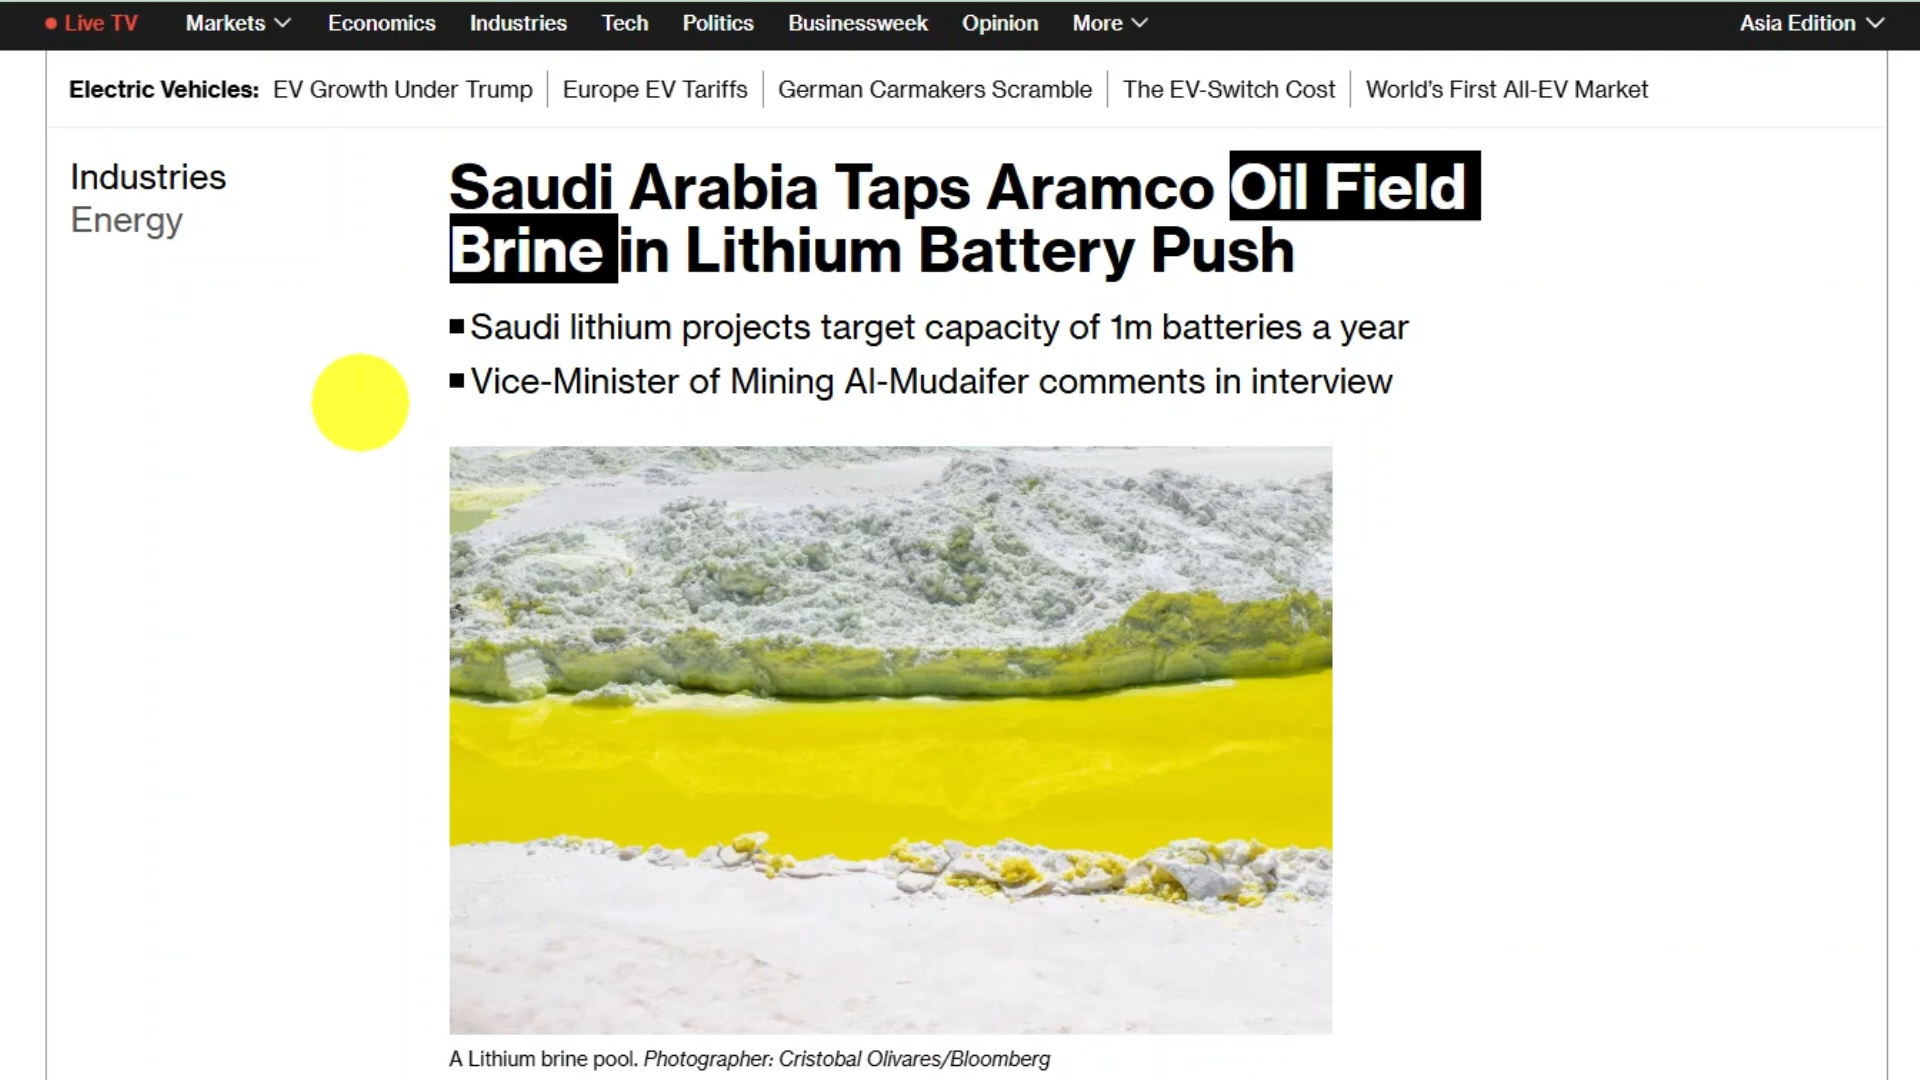 Live TV Markets Economics Industries Tech Politics Businessweek Opinion More Asia Edition
Electric Vehicles: EV Growth Under Trump Europe EV Tariffs German Carmakers Scramble The EV-Switch Cost World's First All-EV Market
Industries
Energy
Saudi Arabia Taps Aramco Oil Field
Brine in Lithium Battery Push
Saudi lithium projects target capacity of 1m batteries a year
Vice-Minister of Mining Al-Mudaifer comments in interview
A Lithium brine pool. Photographer: Cristobal Olivares/Bloomberg